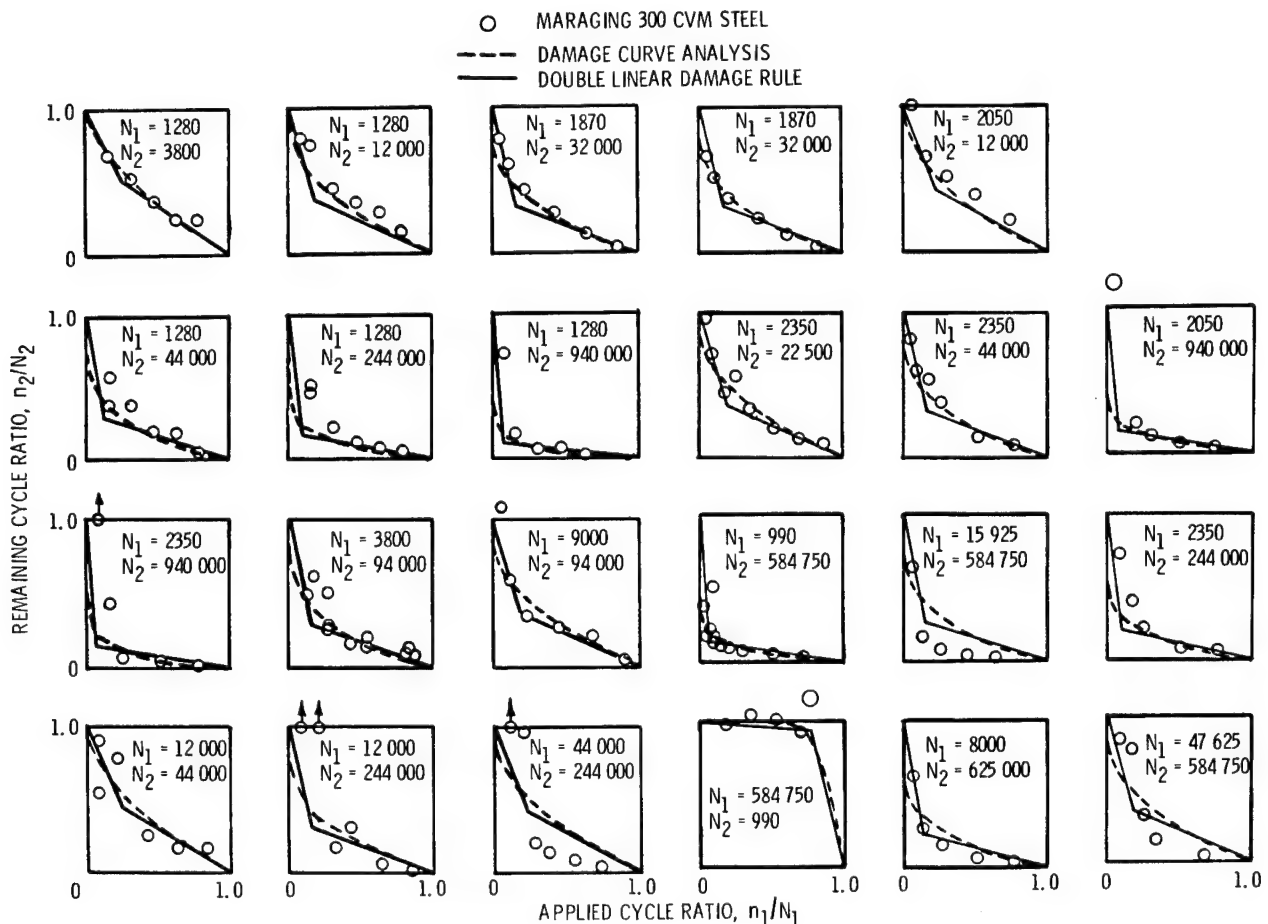 MARAGING 300 CVM STEEL
DAMAGE CURVE ANALYSIS
DOUBLE LINEAR DAMAGE RULE
REMAINING CYCLE RATIO, n2/N2
1.0
0
N1 = 1280
N2 = 3800
N1 = 1280
N2 = 12 000
N1 = 1870
N2 = 32 000
N1 = 1870
N2 = 32 000
N1 = 2050
N2 = 12 000
1.0
0
N1 = 1280
N2 = 44 000
N1 = 1280
N2 = 244 000
N1 = 1280
N2 = 940 000
N1 = 2350
N2 = 22 500
N1 = 2350
N2 = 44 000
N1 = 2050
N2 = 940 000
1.0
0
N1 = 2350
N2 = 940 000
N1 = 3800
N2 = 94 000
N1 = 9000
N2 = 94 000
N1 = 990
N2 = 584 750
N1 = 15 925
N2 = 584 750
N1 = 2350
N2 = 244 000
1.0
N1 = 12 000
N2 = 44 000
N1 = 12 000
N2 = 244 000
N1 = 44 000
N2 = 244 000
N1 = 584 750
N2 = 990
N1 = 8000
N2 = 625 000
N1 = 47 625
N2 = 584 750
0 1.0 0 1.0 0 1.0 0 1.0 0 1.0 0 1.0
APPLIED CYCLE RATIO, n1/N1